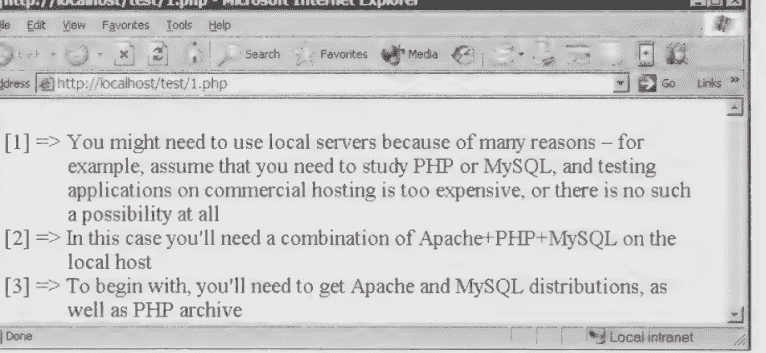 http://localhost/test/1.php - Microsoft Internet Explorer
Edit View Favorites Tools Help
Search Favorites Media
http://localhost/test/1.php Go Links »
[1] => You might need to use local servers because of many reasons – for
example, assume that you need to study PHP or MySQL, and testing
applications on commercial hosting is too expensive, or there is no such
a possibility at all
[2] => In this case you'll need a combination of Apache+PHP+MySQL on the
local host
[3] => To begin with, you'll need to get Apache and MySQL distributions, as
well as PHP archive
Done Local intranet